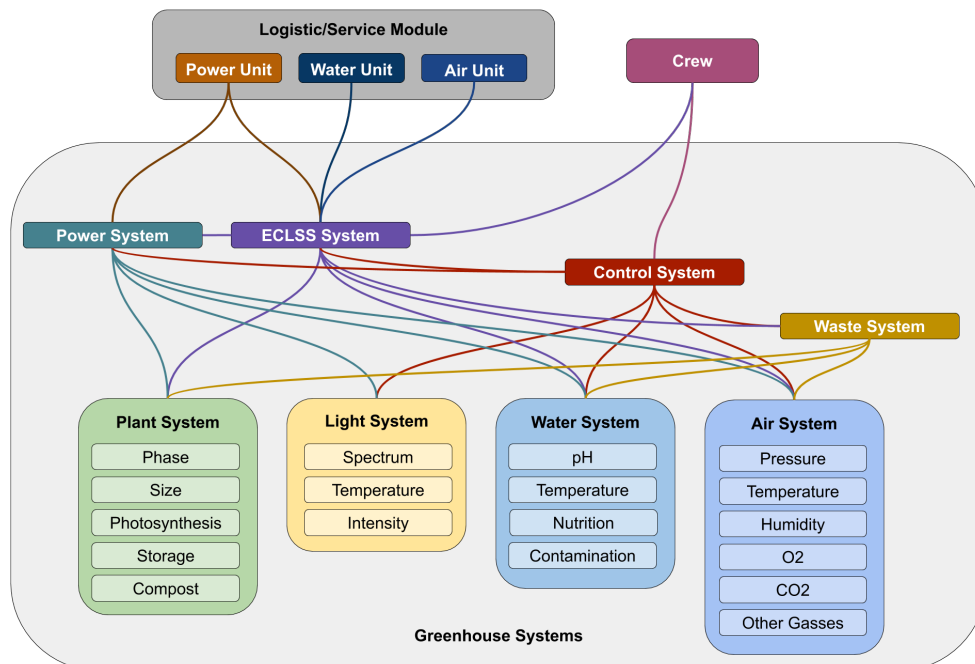 Logistic/Service Module
Power Unit
Water Unit
Air Unit
Crew
Power System
ECLSS System
Control System
Waste System
Plant System
Phase
Size
Photosynthesis
Storage
Compost
Light System
Spectrum
Temperature
Intensity
Water System
pH
Temperature
Nutrition
Contamination
Air System
Pressure
Temperature
Humidity
O2
CO2
Other Gasses
Greenhouse Systems